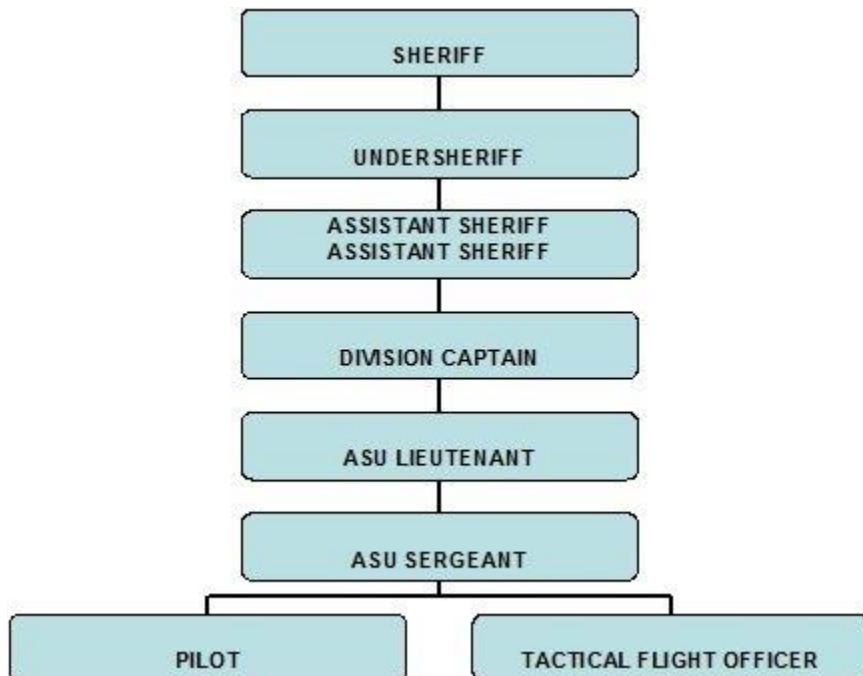 SHERIFF
UNDERSHERIFF
ASSISTANT SHERIFF
ASSISTANT SHERIFF
DIVISION CAPTAIN
ASU LIEUTENANT
ASU SERGEANT
PILOT
TACTICAL FLIGHT OFFICER